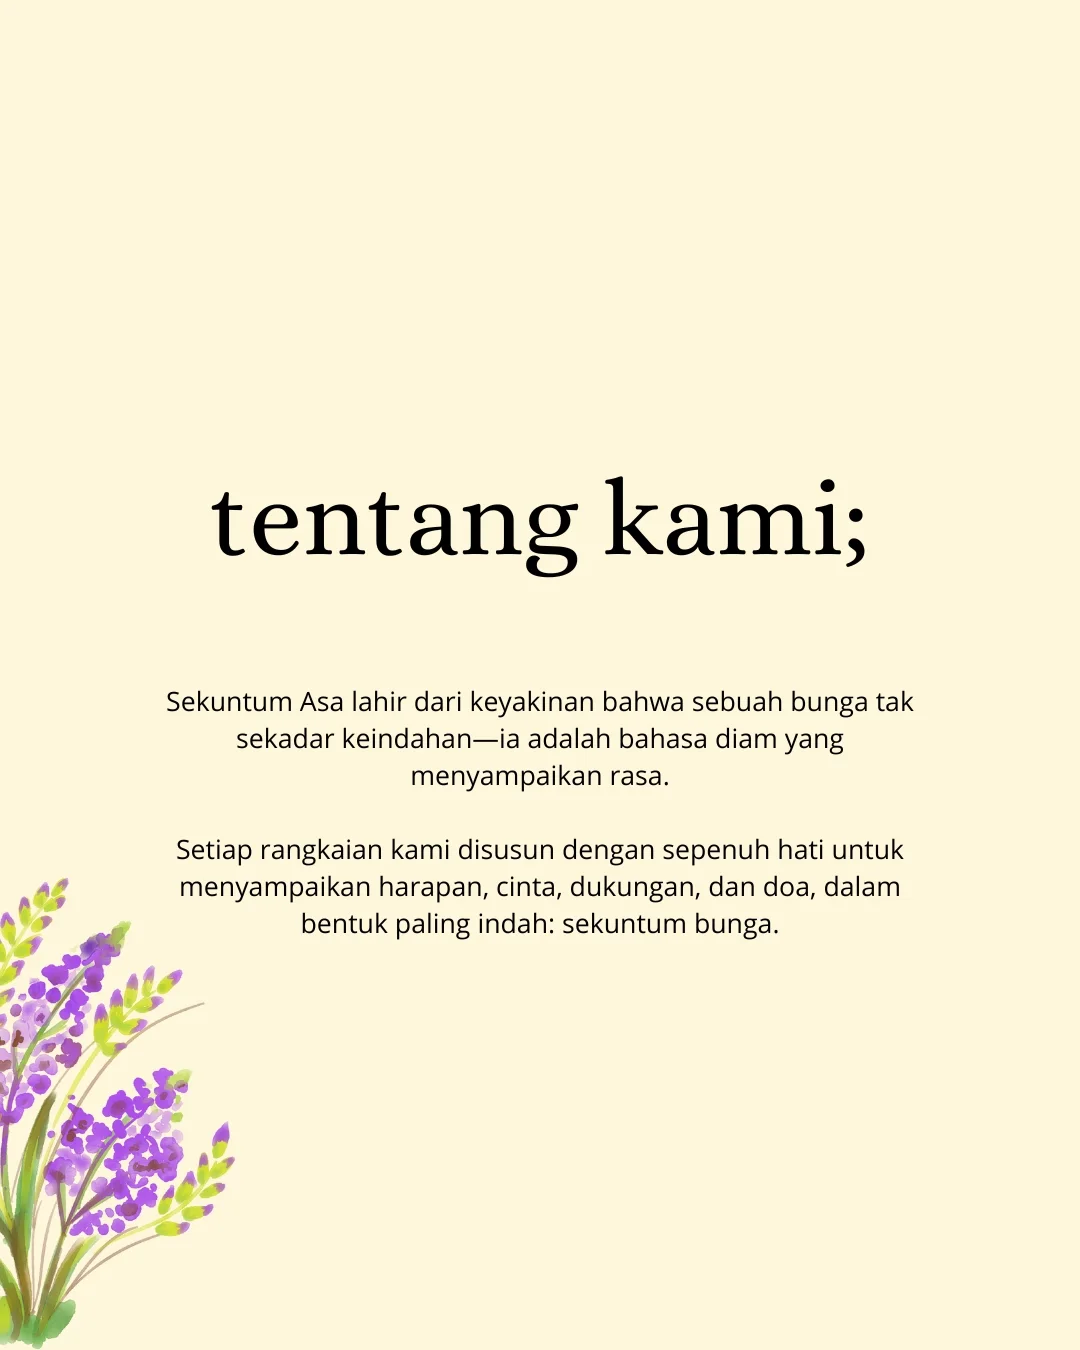 tentang kami;
Sekuntum Asa lahir dari keyakinan bahwa sebuah bunga tak
sekadar keindahan—ia adalah bahasa diam yang
menyampaikan rasa.
Setiap rangkaian kami disusun dengan sepenuh hati untuk
menyampaikan harapan, cinta, dukungan, dan doa, dalam
bentuk paling indah: sekuntum bunga.